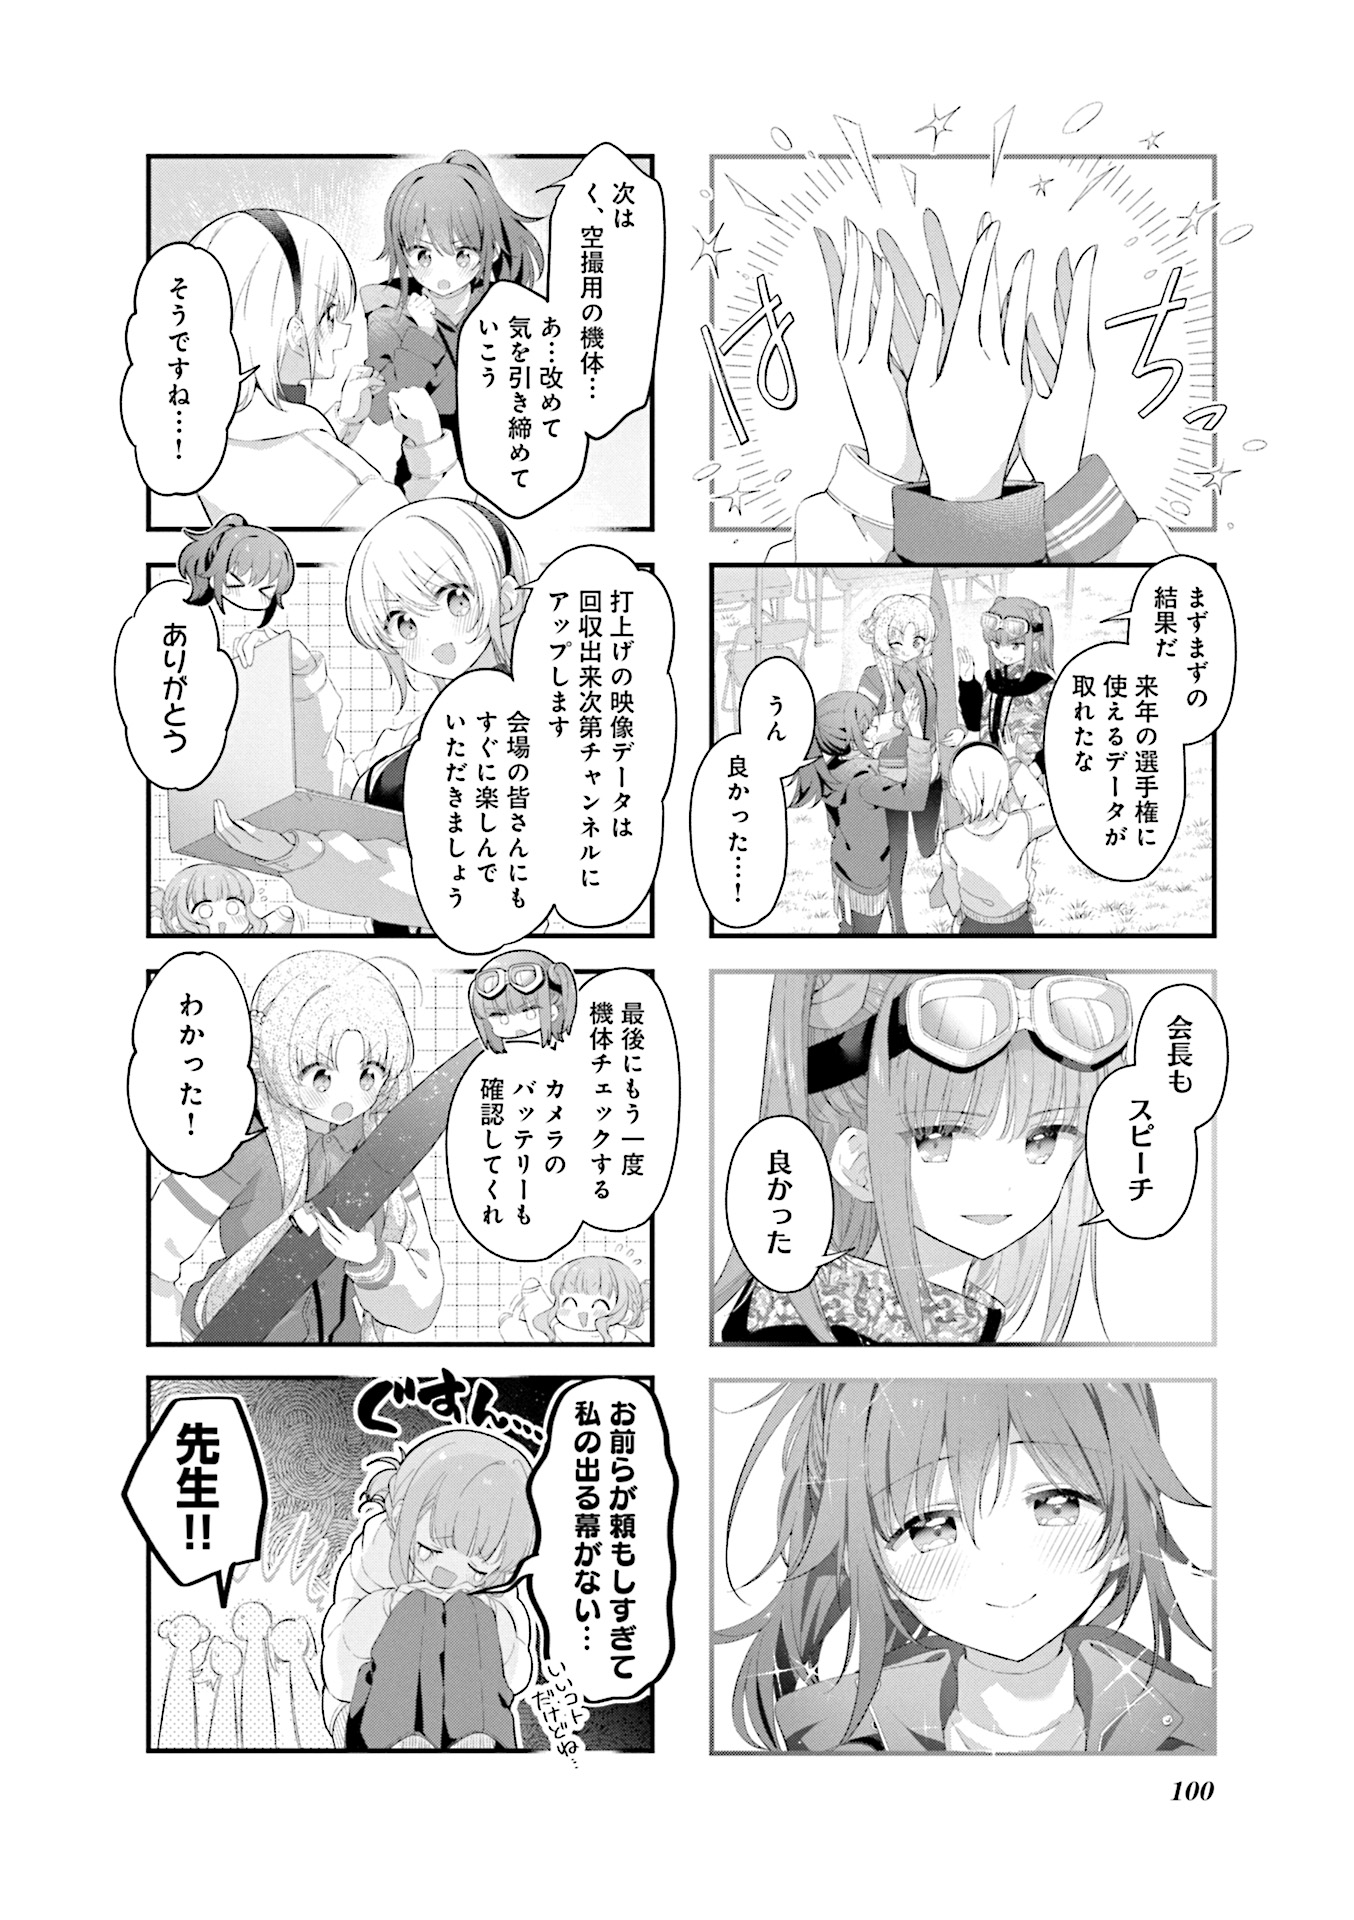 ぱちっ
まずまずの
結果だ
来年の選手権に
使えるデータが
取れたな
うん
良かった…！
会長も
スピーチ
良かった
次は
く、空撮用の機体…
あ…改めて
気を引き締めて
いこう
そうですね…！
打上げの映像データは
回収出来次第チャンネルに
アップします
会場の皆さんにも
すぐに楽しんで
いただきましょう
ありがとう
最後にもう一度
機体チェックする
カメラの
バッテリーも
確認してくれ
わかった！
お前らが頼もしすぎて
私の出る幕がない…
ぐすん…
いいコト
だけどね…
先生!!
100